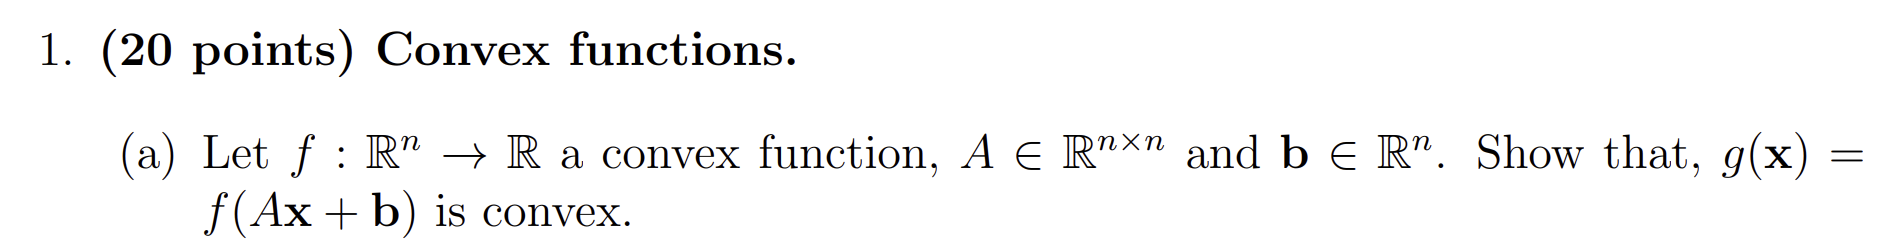 1. (20 points) Convex functions.
(a) Let f : ℝⁿ → ℝ a convex function, A ∈ ℝⁿˣⁿ and b ∈ ℝⁿ. Show that, g(x) =
f(Ax + b) is convex.